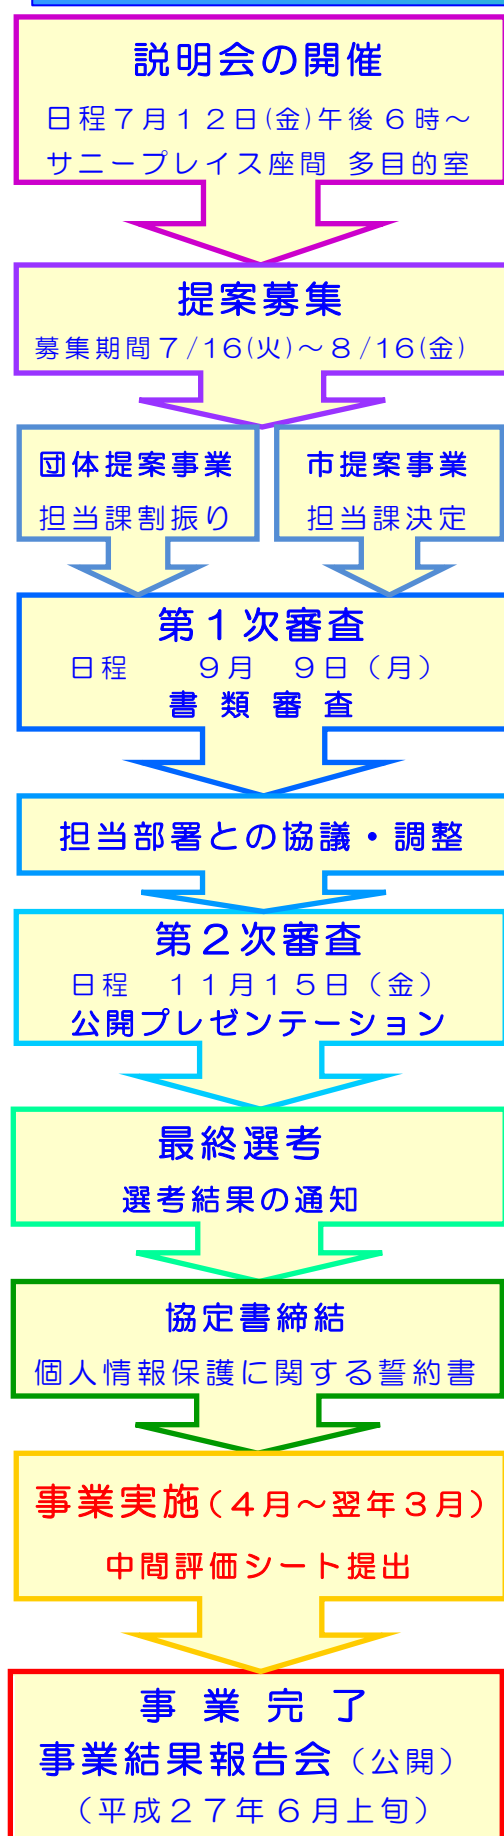 説明会の開催
日程７月１２日(金)午後６時～
サニープレイス座間 多目的室
提案募集
募集期間７/16(火)～８/16(金)
団体提案事業
担当課割振り
市提案事業
担当課決定
第１次審査
日程　９月　９日（月）
書類審査
担当部署との協議・調整
第２次審査
日程　１１月１５日（金）
公開プレゼンテーション
最終選考
選考結果の通知
協定書締結
個人情報保護に関する誓約書
事業実施（４月～翌年３月）
中間評価シート提出
事業完了
事業結果報告会（公開）
（平成２７年６月上旬）